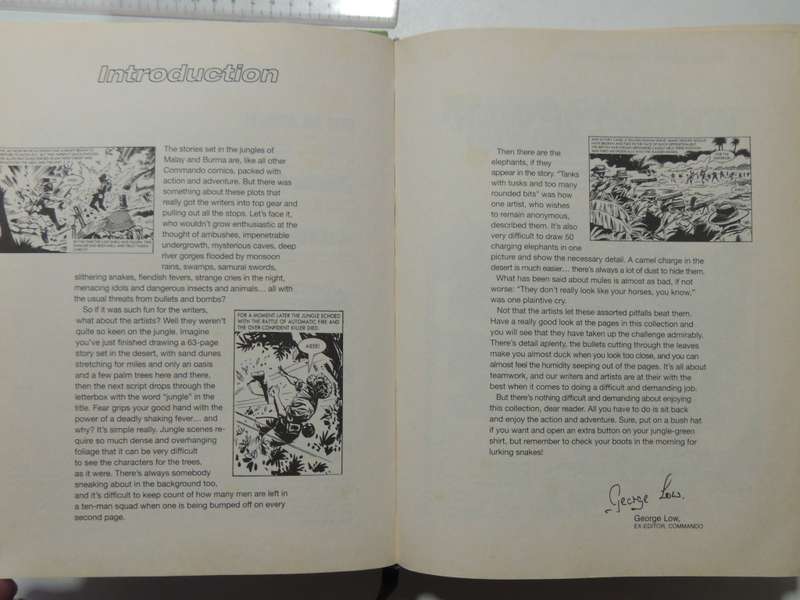 Introduction
The stories set in the jungles of
Malay and Burma are, like all other
Commando comics, packed with
action and adventure. But there was
something about these plots that
really got the writers into top gear and
pulling out all the stops. Let's face it,
who wouldn't grow enthusiastic at the
thought of ambushes, impenetrable
undergrowth, mysterious caves, deep
river gorges flooded by monsoon
rains, swamps, samurai swords,
slithering snakes, fiendish fevers, strange cries in the night,
menacing idols and dangerous insects and animals... all with
the usual threats from bullets and bombs?
So if it was such fun for the writers,
what about the artists? Well they weren't
quite so keen on the jungle. Imagine
you've just finished drawing a 63-page
story set in the desert, with sand dunes
stretching for miles and only an oasis
and a few palm trees here and there,
then the next script drops through the
letterbox with the word "jungle" in the
title. Fear grips your good hand with the
power of a deadly shaking fever... and
why? It's simple really. Jungle scenes re-
quire so much dense and overhanging
foliage that it can be very difficult
to see the characters for the trees,
as it were. There's always somebody
sneaking about in the background too,
and it's difficult to keep count of how many men are left in
a ten-man squad when one is being bumped off on every
second page.
FOR A MOMENT LATER THE JUNGLE ECHOED
WITH THE RATTLE OF AUTOMATIC FIRE AND
THE OVER CONFIDENT KILLER DIED.
AIEEE!
Then there are the
elephants, if they
appear in the story. "Tanks
with tusks and too many
rounded bits" was how
one artist, who wishes
to remain anonymous,
described them. It's also
very difficult to draw 50
charging elephants in one
picture and show the necessary detail. A camel charge in the
desert is much easier... there's always a lot of dust to hide them.
What has been said about mules is almost as bad, if not
worse: "They don't really look like your horses, you know,"
was one plaintive cry.
Not that the artists let these assorted pitfalls beat them.
Have a really good look at the pages in this collection and
you will see that they have taken up the challenge admirably.
There's detail aplenty, the bullets cutting through the leaves
make you almost duck when you look too close, and you can
almost feel the humidity seeping out of the pages. It's all about
teamwork, and our writers and artists are at their with the
best when it comes to doing a difficult and demanding job.
But there's nothing difficult and demanding about enjoying
this collection, dear reader. All you have to do is sit back
and enjoy the action and adventure. Sure, put on a bush hat
if you want and open an extra button on your jungle-green
shirt, but remember to check your boots in the morning for
lurking snakes!
George Low.
George Low,
EX-EDITOR, COMMANDO